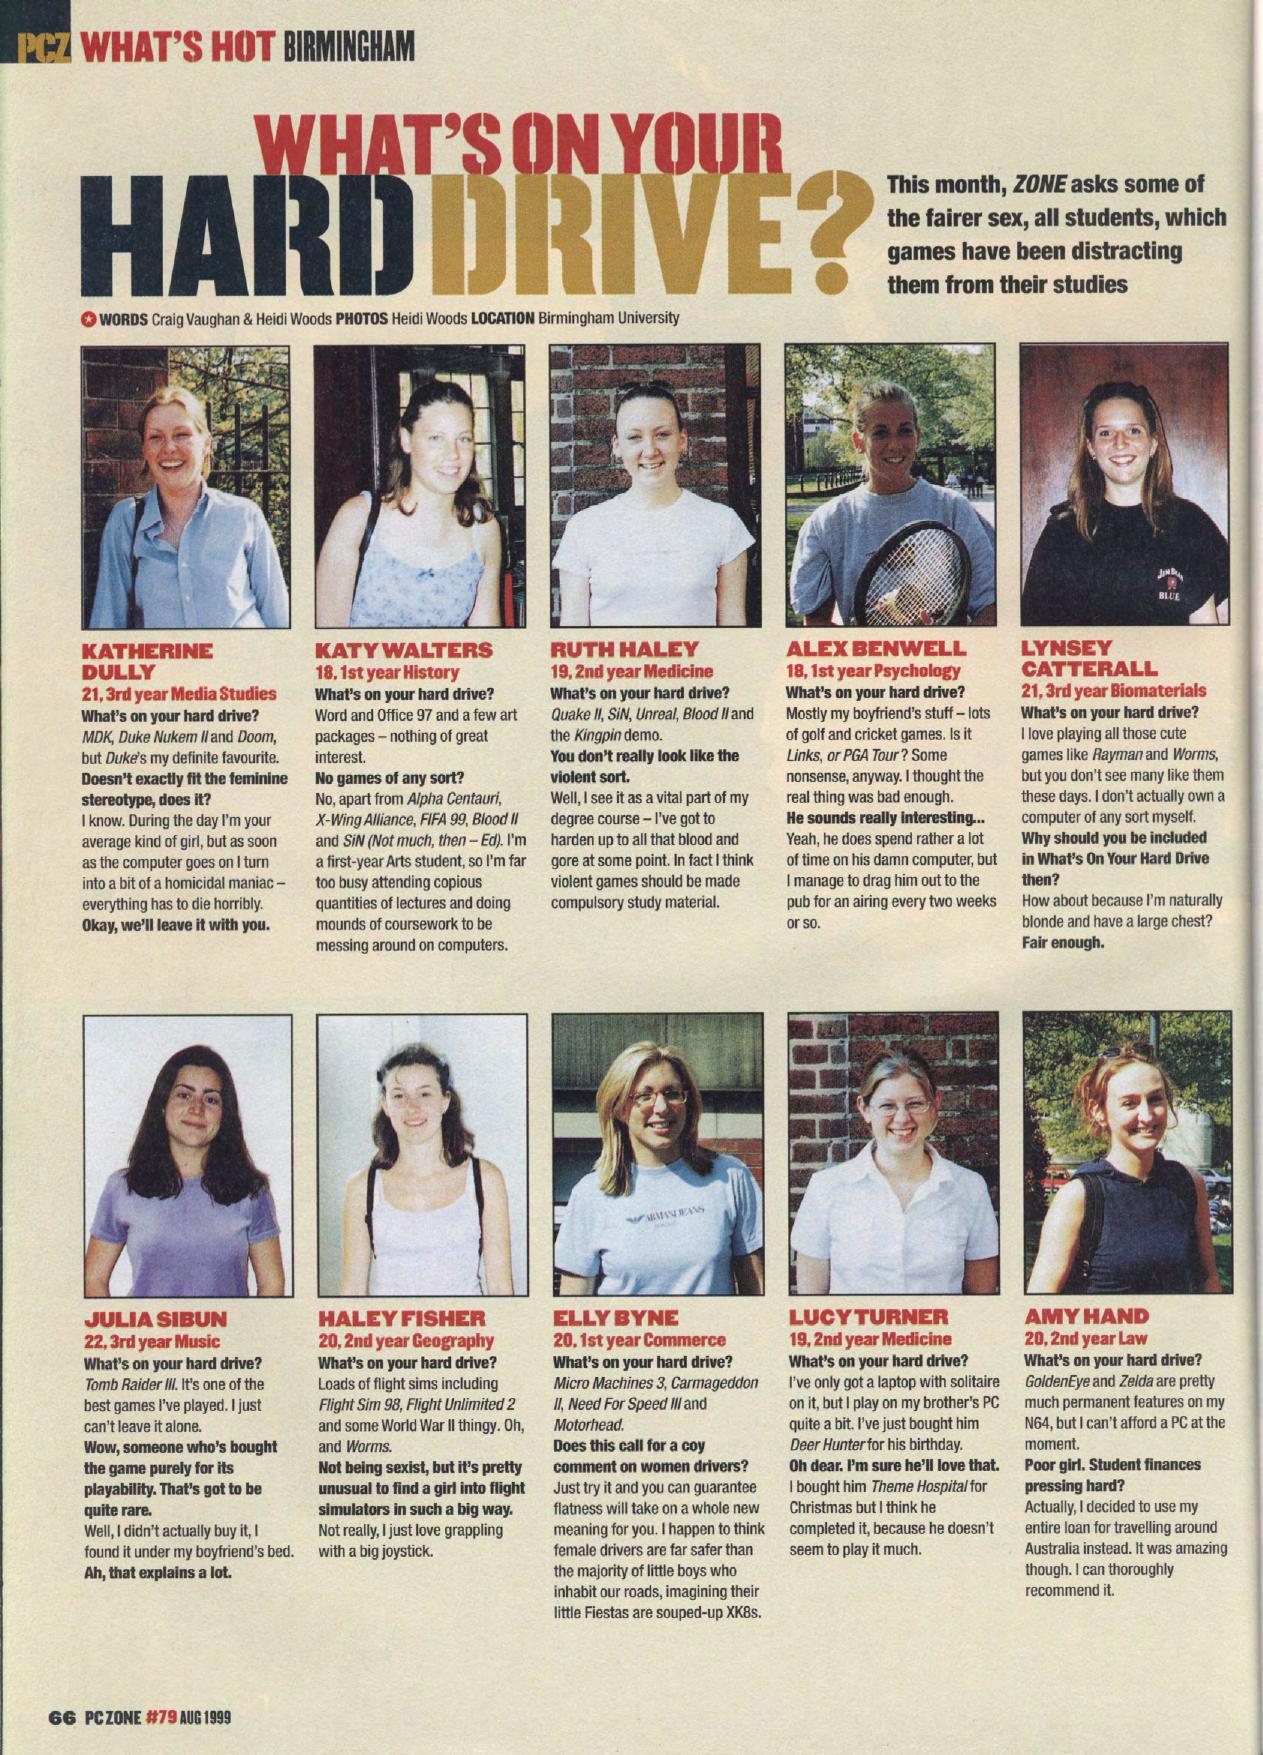 PCZ WHAT'S HOT BIRMINGHAM
WHAT'S ON YOUR
HARD DRIVE?
This month, ZONE asks some of
the fairer sex, all students, which
games have been distracting
them from their studies
WORDS Craig Vaughan & Heidi Woods PHOTOS Heidi Woods LOCATION Birmingham University
KATHERINE
DULLY
21, 3rd year Media Studies
What's on your hard drive?
MDK, Duke Nukem II and Doom,
but Duke's my definite favourite.
Doesn't exactly fit the feminine
stereotype, does it?
I know. During the day I'm your
average kind of girl, but as soon
as the computer goes on I turn
into a bit of a homicidal maniac –
everything has to die horribly.
Okay, we'll leave it with you.
KATY WALTERS
18, 1st year History
What's on your hard drive?
Word and Office 97 and a few art
packages – nothing of great
interest.
No games of any sort?
No, apart from Alpha Centauri,
X-Wing Alliance, FIFA 99, Blood II
and SiN (Not much, then – Ed). I'm
a first-year Arts student, so I'm far
too busy attending copious
quantities of lectures and doing
mounds of coursework to be
messing around on computers.
RUTH HALEY
19, 2nd year Medicine
What's on your hard drive?
Quake II, SiN, Unreal, Blood II and
the Kingpin demo.
You don't really look like the
violent sort.
Well, I see it as a vital part of my
degree course – I've got to
harden up to all that blood and
gore at some point. In fact I think
violent games should be made
compulsory study material.
ALEX BENWELL
18, 1st year Psychology
What's on your hard drive?
Mostly my boyfriend's stuff – lots
of golf and cricket games. Is it
Links, or PGA Tour? Some
nonsense, anyway. I thought the
real thing was bad enough.
He sounds really interesting...
Yeah, he does spend rather a lot
of time on his damn computer, but
I manage to drag him out to the
pub for an airing every two weeks
or so.
JIM BEAM
BLUE
LYNSEY
CATTERALL
21, 3rd year Biomaterials
What's on your hard drive?
I love playing all those cute
games like Rayman and Worms,
but you don't see many like them
these days. I don't actually own a
computer of any sort myself.
Why should you be included
in What's On Your Hard Drive
then?
How about because I'm naturally
blonde and have a large chest?
Fair enough.
JULIA SIBUN
22, 3rd year Music
What's on your hard drive?
Tomb Raider III. It's one of the
best games I've played. I just
can't leave it alone.
Wow, someone who's bought
the game purely for its
playability. That's got to be
quite rare.
Well, I didn't actually buy it, I
found it under my boyfriend's bed.
Ah, that explains a lot.
HALEY FISHER
20, 2nd year Geography
What's on your hard drive?
Loads of flight sims including
Flight Sim 98, Flight Unlimited 2
and some World War II thingy. Oh,
and Worms.
Not being sexist, but it's pretty
unusual to find a girl into flight
simulators in such a big way.
Not really, I just love grappling
with a big joystick.
ARMANI JEANS
ELLY BYNE
20, 1st year Commerce
What's on your hard drive?
Micro Machines 3, Carmageddon
II, Need For Speed III and
Motorhead.
Does this call for a coy
comment on women drivers?
Just try it and you can guarantee
flatness will take on a whole new
meaning for you. I happen to think
female drivers are far safer than
the majority of little boys who
inhabit our roads, imagining their
little Fiestas are souped-up XK8s.
LUCY TURNER
19, 2nd year Medicine
What's on your hard drive?
I've only got a laptop with solitaire
on it, but I play on my brother's PC
quite a bit. I've just bought him
Deer Hunter for his birthday.
Oh dear. I'm sure he'll love that.
I bought him Theme Hospital for
Christmas but I think he
completed it, because he doesn't
seem to play it much.
AMY HAND
20, 2nd year Law
What's on your hard drive?
GoldenEye and Zelda are pretty
much permanent features on my
N64, but I can't afford a PC at the
moment.
Poor girl. Student finances
pressing hard?
Actually, I decided to use my
entire loan for travelling around
Australia instead. It was amazing
though. I can thoroughly
recommend it.
66 PC ZONE #79 AUG 1999